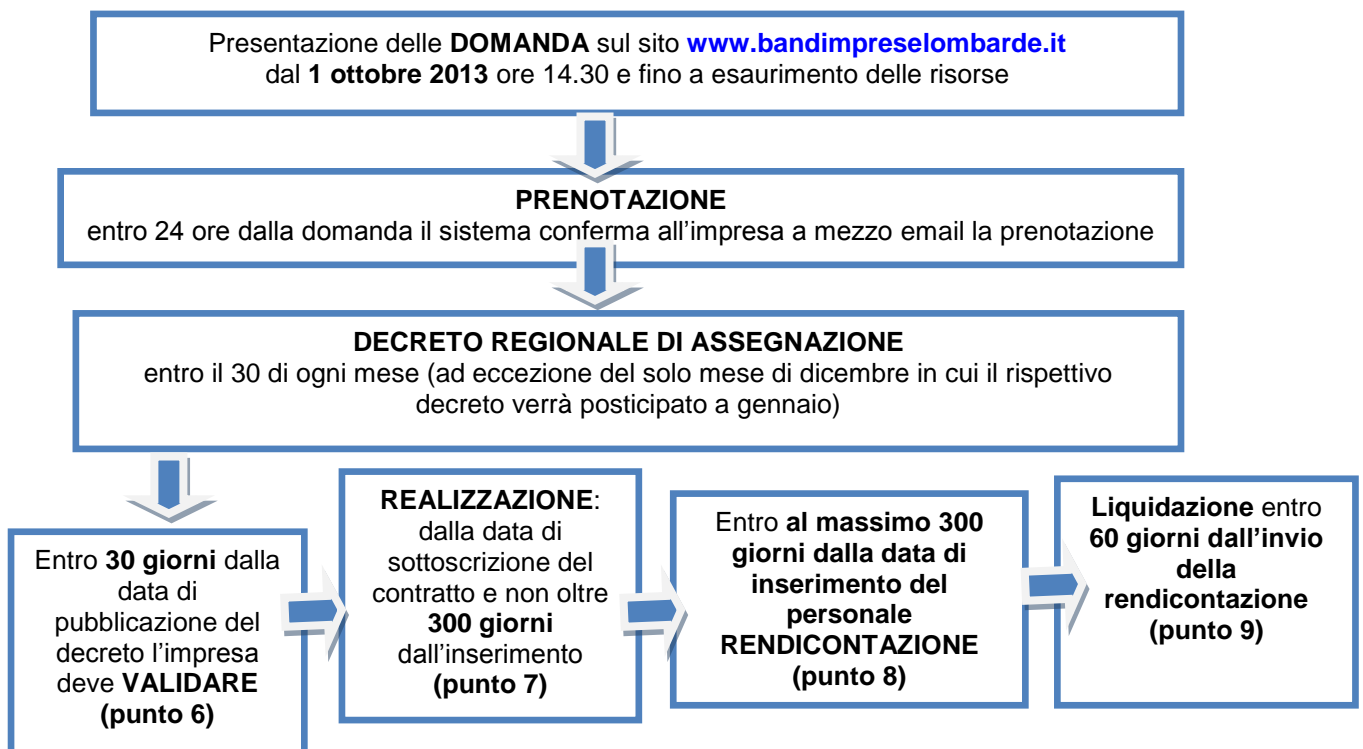 Presentazione delle DOMANDA sul sito www.bandimpreselombarde.it
dal 1 ottobre 2013 ore 14.30 e fino a esaurimento delle risorse
PRENOTAZIONE
entro 24 ore dalla domanda il sistema conferma all’impresa a mezzo email la prenotazione
DECRETO REGIONALE DI ASSEGNAZIONE
entro il 30 di ogni mese (ad eccezione del solo mese di dicembre in cui il rispettivo
decreto verrà posticipato a gennaio)
Entro 30 giorni dalla
data di
pubblicazione del
decreto l’impresa
deve VALIDARE
(punto 6)
REALIZZAZIONE:
dalla data di
sottoscrizione del
contratto e non oltre
300 giorni
dall’inserimento
(punto 7)
Entro al massimo 300
giorni dalla data di
inserimento del
personale
RENDICONTAZIONE
(punto 8)
Liquidazione entro
60 giorni dall’invio
della
rendicontazione
(punto 9)